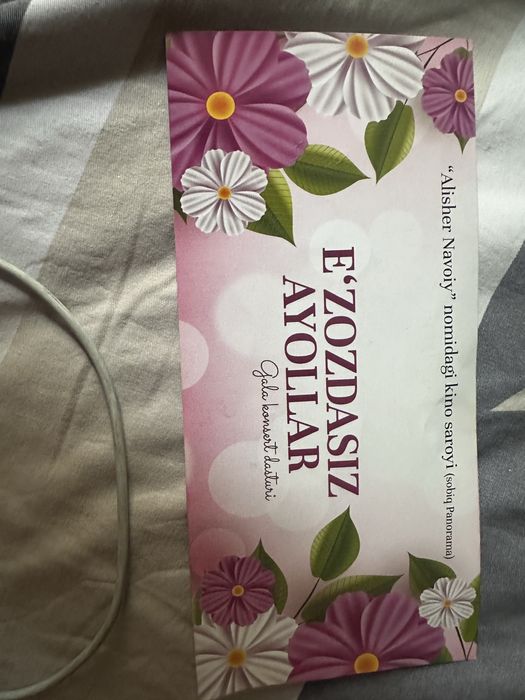 “Alisher Navoiy” nomidagi kino saroyi (sobiq Panorama)
E‘ZOZDASIZ
AYOLLAR
Gala konsert dasturi